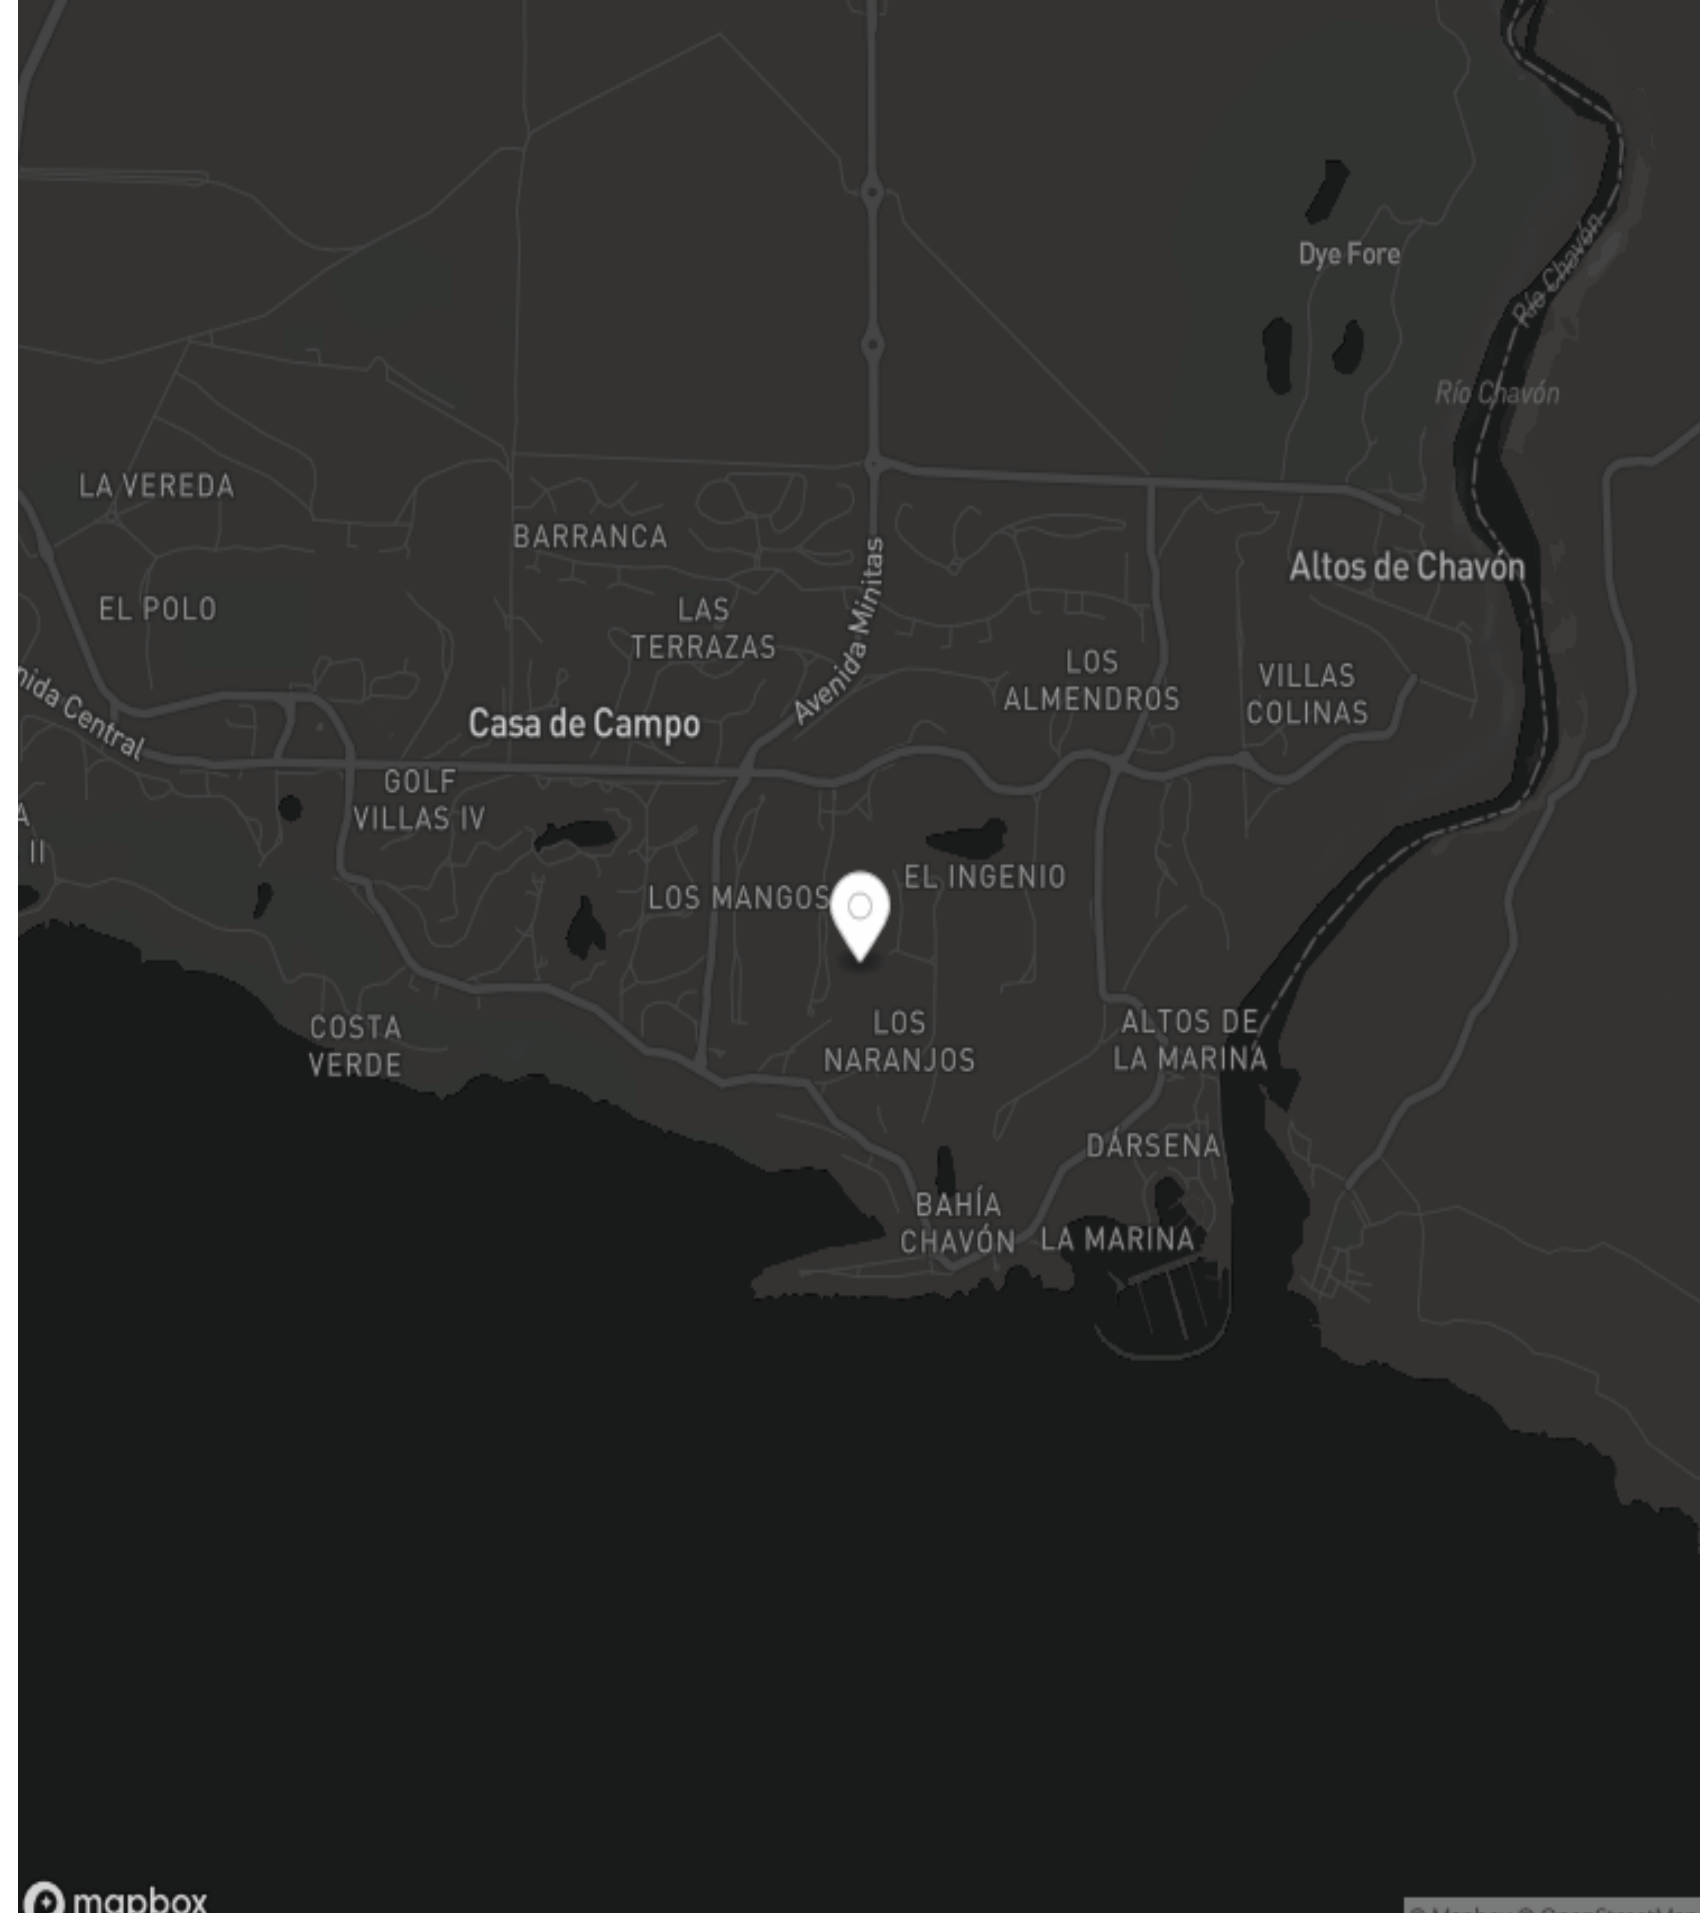 Dye Fore
Río Chavón
Río Chavón
LA VEREDA
BARRANCA
Altos de Chavón
EL POLO
LAS
TERRAZAS
Avenida Minitas
LOS
ALMENDROS
VILLAS
COLINAS
nida Central
Casa de Campo
GOLF
VILLAS IV
A
II
LOS MANGOS
EL INGENIO
COSTA
VERDE
LOS
NARANJOS
ALTOS DE
LA MARINA
DÁRSENA
BAHÍA
CHAVÓN
LA MARINA
mapbox